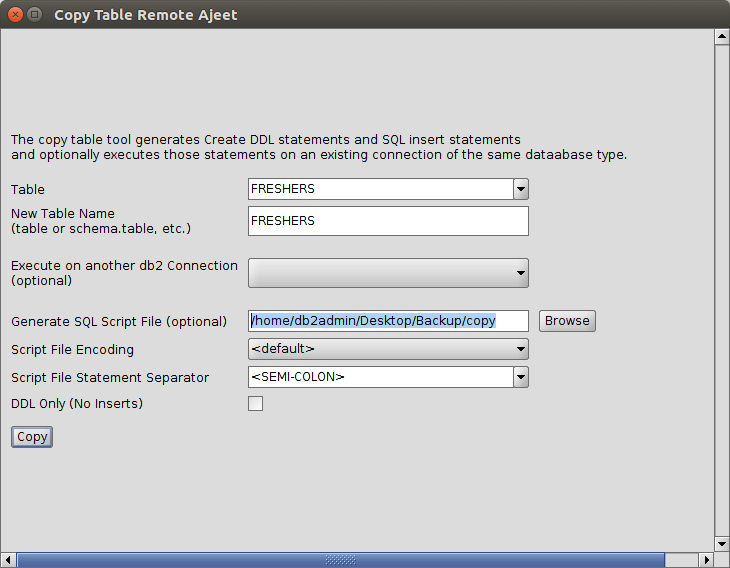 Copy Table Remote Ajeet
The copy table tool generates Create DDL statements and SQL insert statements
and optionally executes those statements on an existing connection of the same dataabase type.
Table
FRESHERS
New Table Name
(table or schema.table, etc.)
FRESHERS
Execute on another db2 Connection
(optional)
Generate SQL Script File (optional)
/home/db2admin/Desktop/Backup/copy
Browse
Script File Encoding
<default>
Script File Statement Separator
<SEMI-COLON>
DDL Only (No Inserts)
Copy